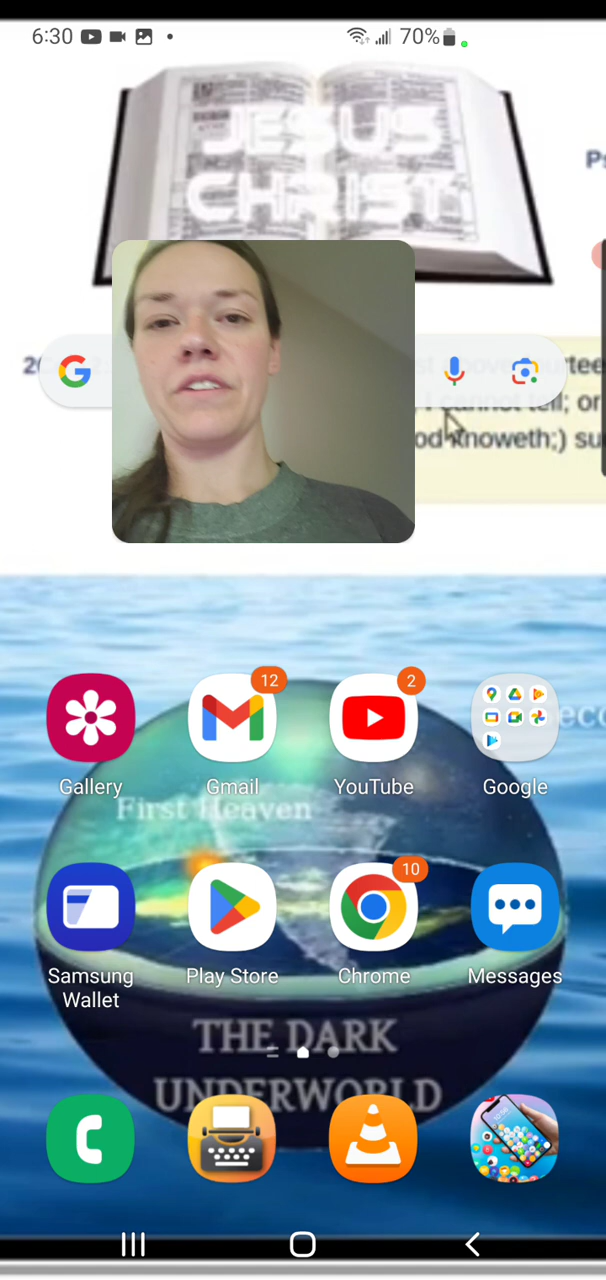 6:30
70%
JESUS
CHRIST
I cannot tell; or
knoweth;) su
12
2
Gallery
Gmail
YouTube
Google
First Heaven
10
Samsung
Wallet
Play Store
Chrome
Messages
THE DARK
UNDERWORLD